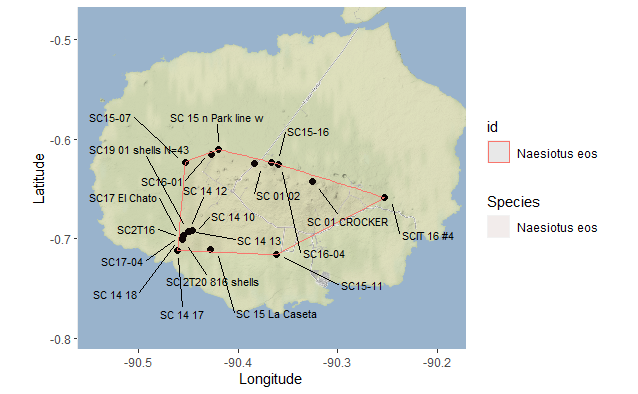 -0.5
-0.6
-0.7
-0.8
Latitude
SC15-07
SC 15 n Park line w
SC15-16
SC19 01 shells N=43
SC16-01
SC 14 12
SC17 El Chato
SC 01 02
SC 14 10
SC 01 CROCKER
SC2T16
SC 14 13
SCIT 16 #4
SC17-04
SC16-04
SC 2T20 816 shells
SC15-11
SC 14 18
SC 14 17
SC 15 La Caseta
-90.5
-90.4
-90.3
-90.2
Longitude
id
Naesiotus eos
Species
Naesiotus eos